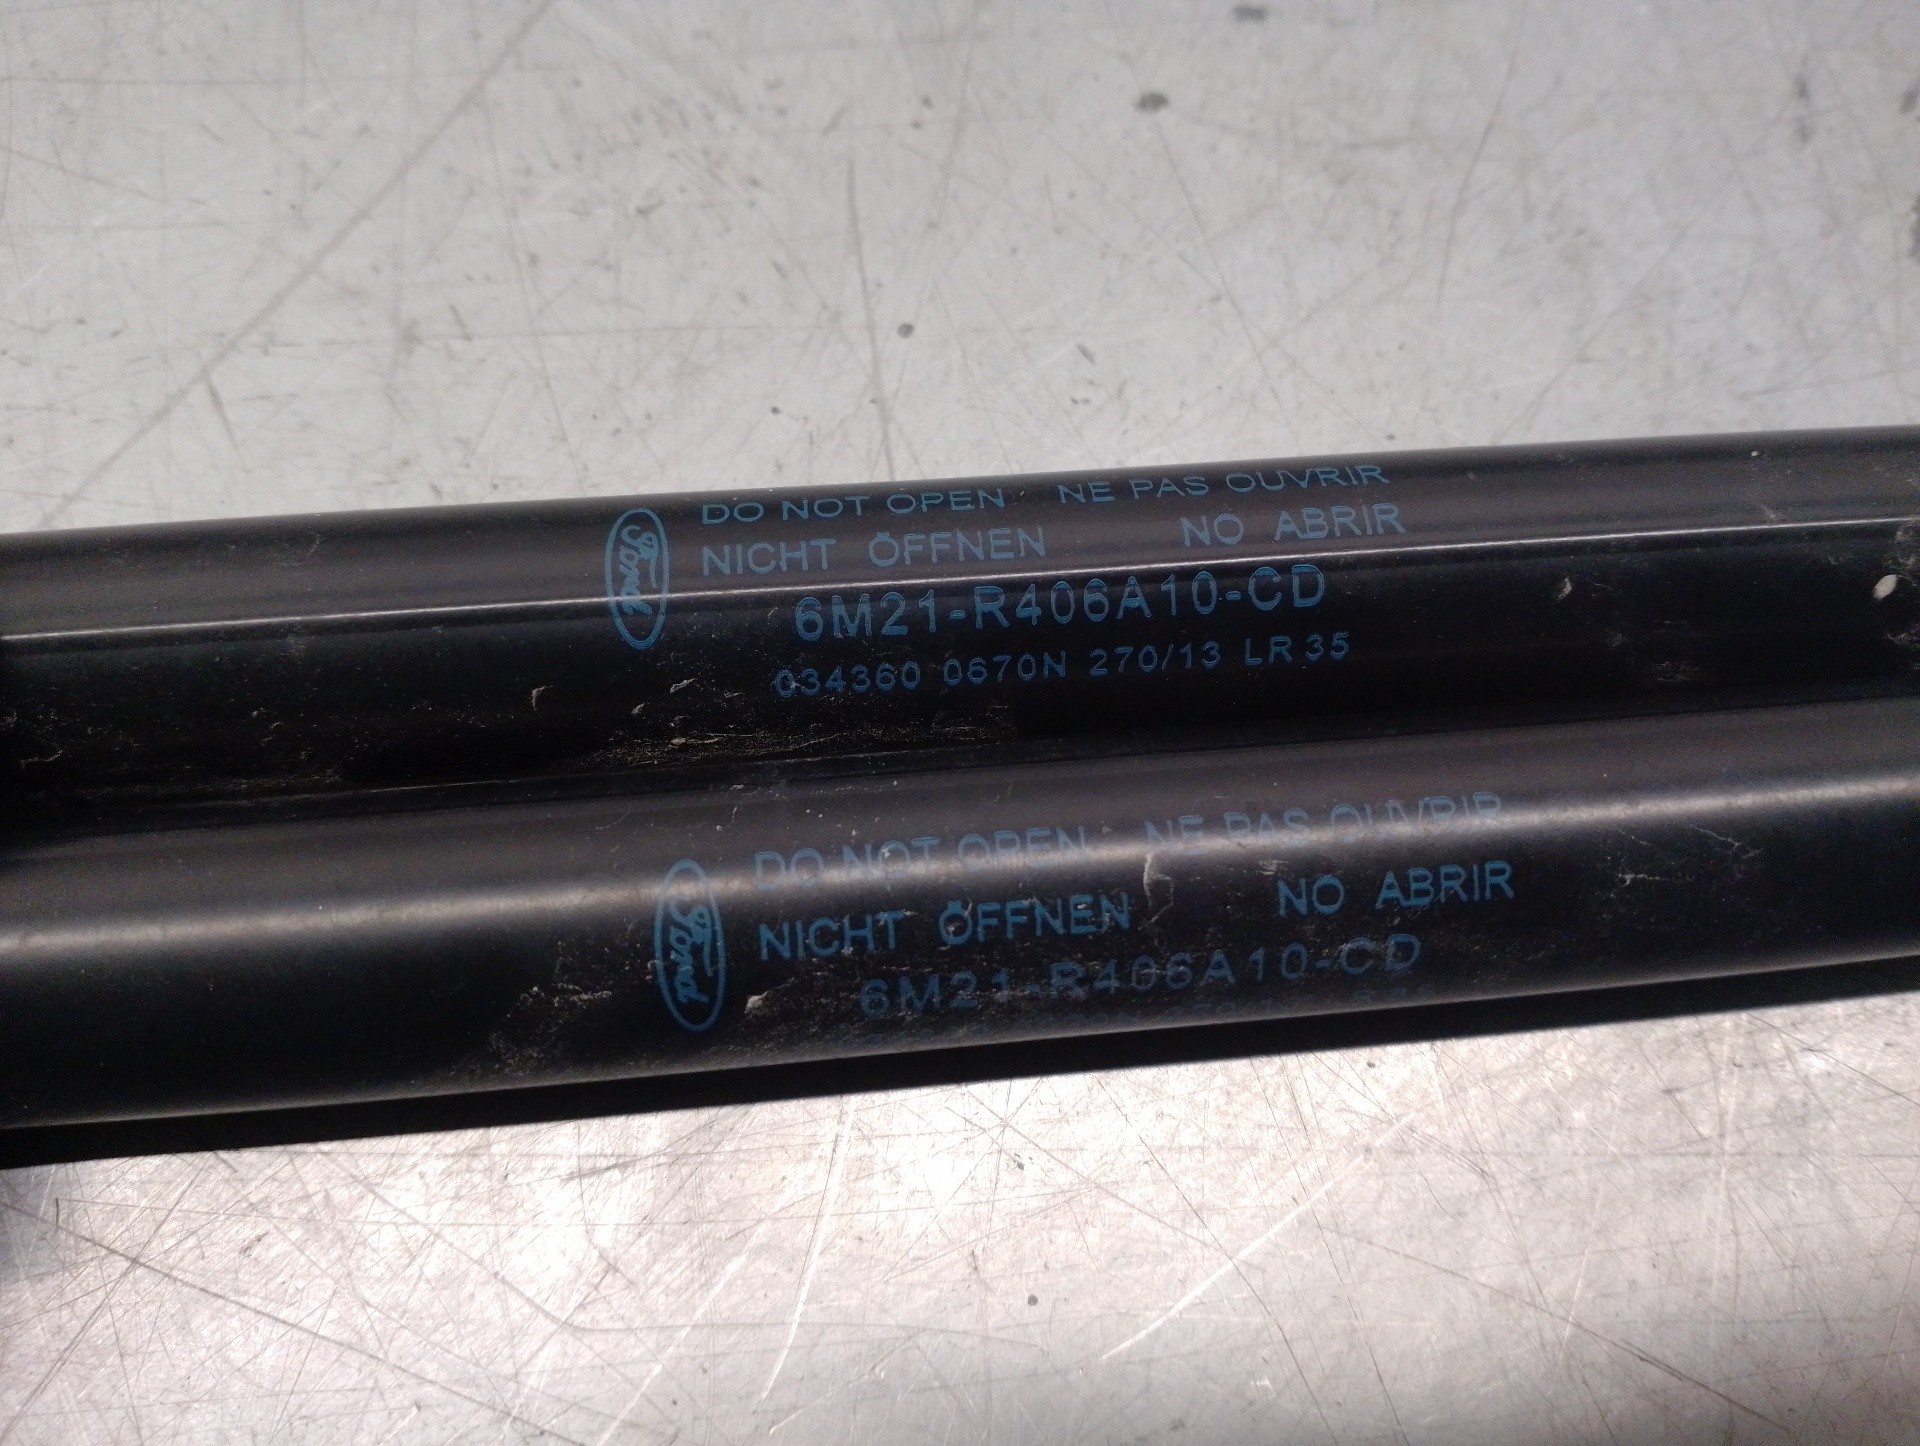 Ford
DO NOT OPEN NE PAS OUVRIR
NICHT ÖFFNEN NO ABRIR
6M21-R406A10-CD
034360 0670N 270/13 LR35
Ford
DO NOT OPEN NE PAS OUVRIR
NICHT ÖFFNEN NO ABRIR
6M21-R406A10-CD